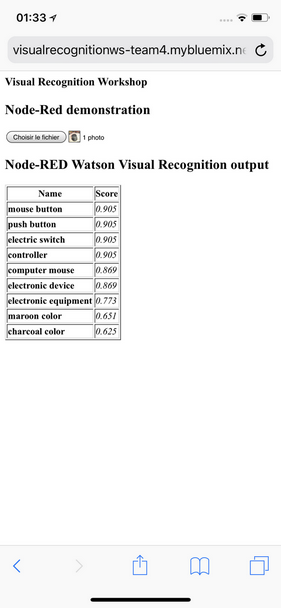 01:33
visualrecognitionws-team4.mybluemix.ne
Visual Recognition Workshop
Node-Red demonstration
Choisir le fichier 1 photo
Node-RED Watson Visual Recognition output
Name Score
mouse button 0.905
push button 0.905
electric switch 0.905
controller 0.905
computer mouse 0.869
electronic device 0.869
electronic equipment 0.773
maroon color 0.651
charcoal color 0.625